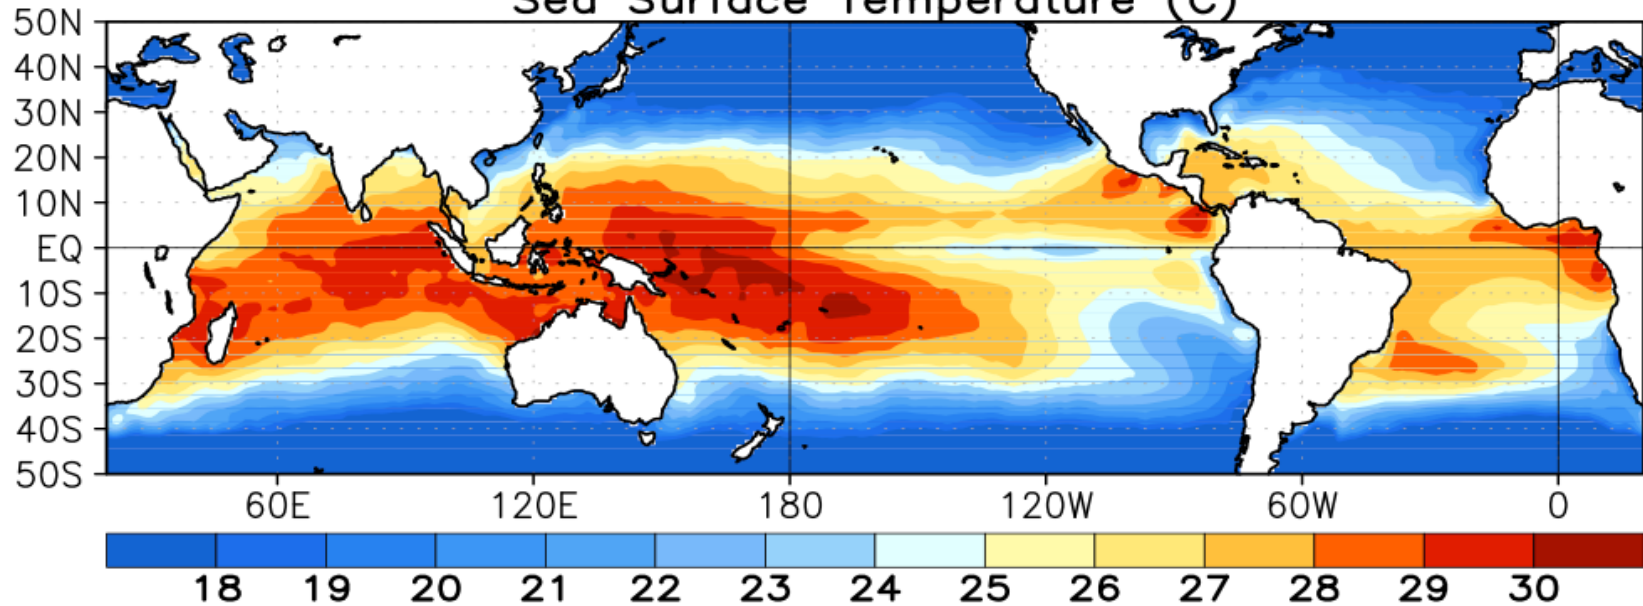 Sea Surface Temperature (C)
50N
40N
30N
20N
10N
EQ
10S
20S
30S
40S
50S
60E 120E 180 120W 60W 0
18 19 20 21 22 23 24 25 26 27 28 29 30